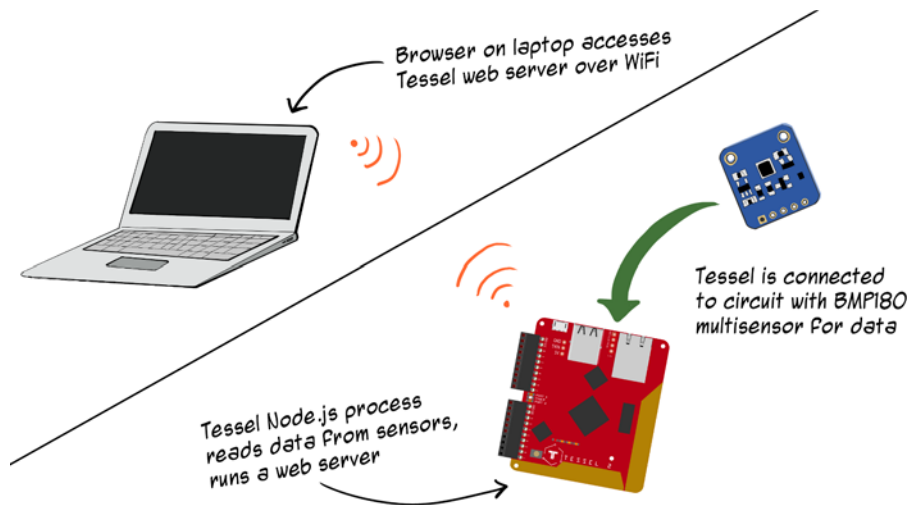 Browser on laptop accesses
Tessel web server over WiFi
Tessel is connected
to circuit with BMP180
multisensor for data
Tessel Node.js process
reads data from sensors,
runs a web server
TESSEL 2